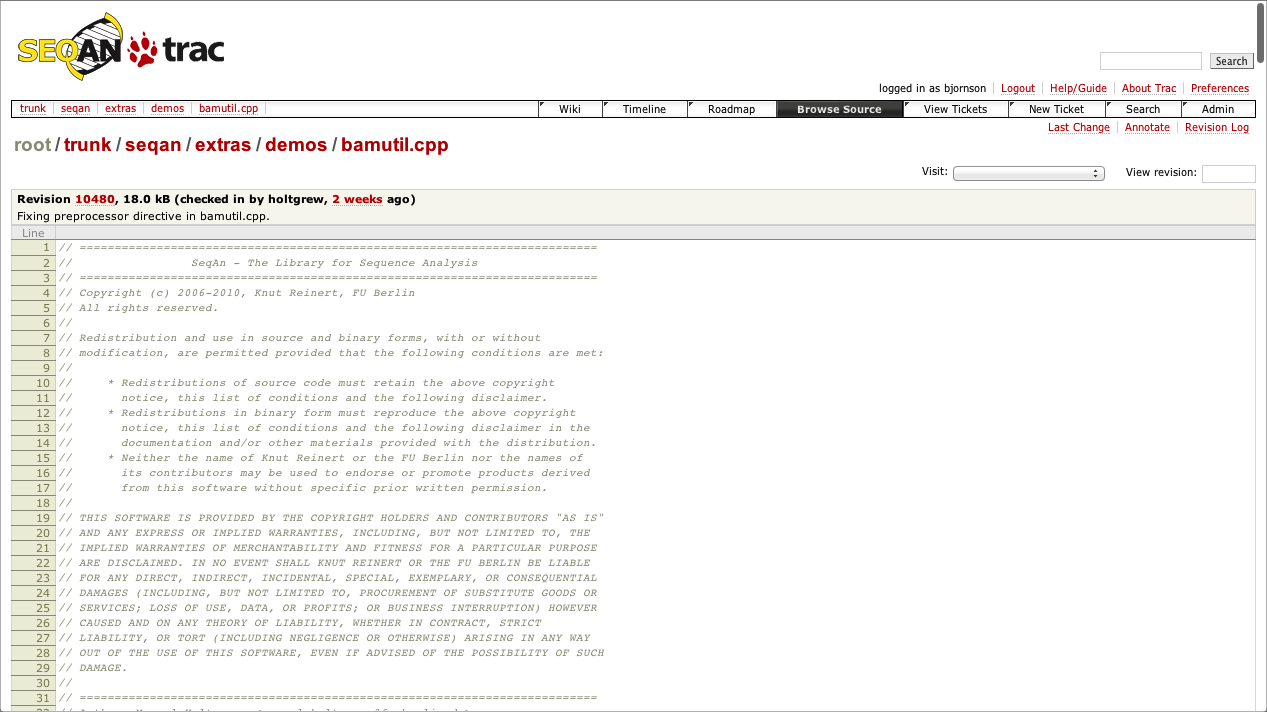 SEQAN trac
Search
logged in as bjornson Logout Help/Guide About Trac Preferences
trunk seqan extras demos bamutil.cpp Wiki Timeline Roadmap Browse Source View Tickets New Ticket Search Admin
Last Change Annotate Revision Log
root / trunk / seqan / extras / demos / bamutil.cpp
Visit: View revision:
Revision 10480, 18.0 kB (checked in by holtgrew, 2 weeks ago)
Fixing preprocessor directive in bamutil.cpp.
Line
1 // ==========================================================================
2 //                 SeqAn - The Library for Sequence Analysis
3 // ==========================================================================
4 // Copyright (c) 2006-2010, Knut Reinert, FU Berlin
5 // All rights reserved.
6 //
7 // Redistribution and use in source and binary forms, with or without
8 // modification, are permitted provided that the following conditions are met:
9 //
10 //     * Redistributions of source code must retain the above copyright
11 //       notice, this list of conditions and the following disclaimer.
12 //     * Redistributions in binary form must reproduce the above copyright
13 //       notice, this list of conditions and the following disclaimer in the
14 //       documentation and/or other materials provided with the distribution.
15 //     * Neither the name of Knut Reinert or the FU Berlin nor the names of
16 //       its contributors may be used to endorse or promote products derived
17 //       from this software without specific prior written permission.
18 //
19 // THIS SOFTWARE IS PROVIDED BY THE COPYRIGHT HOLDERS AND CONTRIBUTORS "AS IS"
20 // AND ANY EXPRESS OR IMPLIED WARRANTIES, INCLUDING, BUT NOT LIMITED TO, THE
21 // IMPLIED WARRANTIES OF MERCHANTABILITY AND FITNESS FOR A PARTICULAR PURPOSE
22 // ARE DISCLAIMED. IN NO EVENT SHALL KNUT REINERT OR THE FU BERLIN BE LIABLE
23 // FOR ANY DIRECT, INDIRECT, INCIDENTAL, SPECIAL, EXEMPLARY, OR CONSEQUENTIAL
24 // DAMAGES (INCLUDING, BUT NOT LIMITED TO, PROCUREMENT OF SUBSTITUTE GOODS OR
25 // SERVICES; LOSS OF USE, DATA, OR PROFITS; OR BUSINESS INTERRUPTION) HOWEVER
26 // CAUSED AND ON ANY THEORY OF LIABILITY, WHETHER IN CONTRACT, STRICT
27 // LIABILITY, OR TORT (INCLUDING NEGLIGENCE OR OTHERWISE) ARISING IN ANY WAY
28 // OUT OF THE USE OF THIS SOFTWARE, EVEN IF ADVISED OF THE POSSIBILITY OF SUCH
29 // DAMAGE.
30 //
31 // ==========================================================================